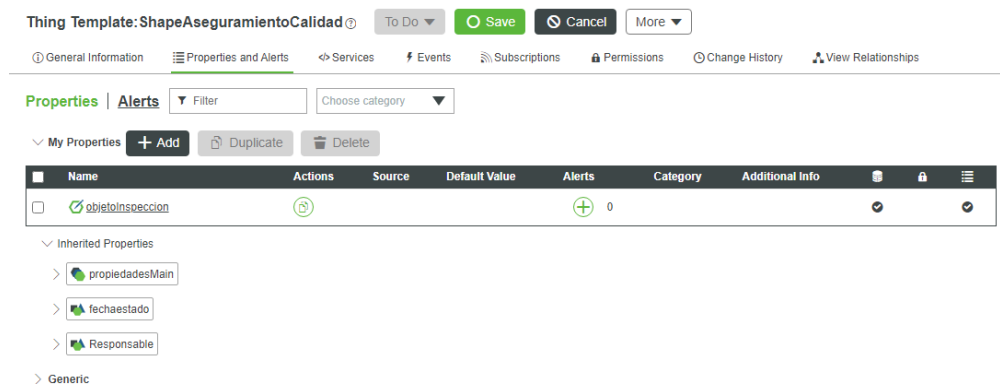 Thing Template:ShapeAseguramientoCalidad To Do Save Cancel More
General Information Properties and Alerts Services Events Subscriptions Permissions Change History View Relationships
Properties | Alerts Filter Choose category
My Properties Add Duplicate Delete
Name Actions Source Default Value Alerts Category Additional Info
objetoInspeccion 0
Inherited Properties
propiedadesMain
fechaestado
Responsable
Generic